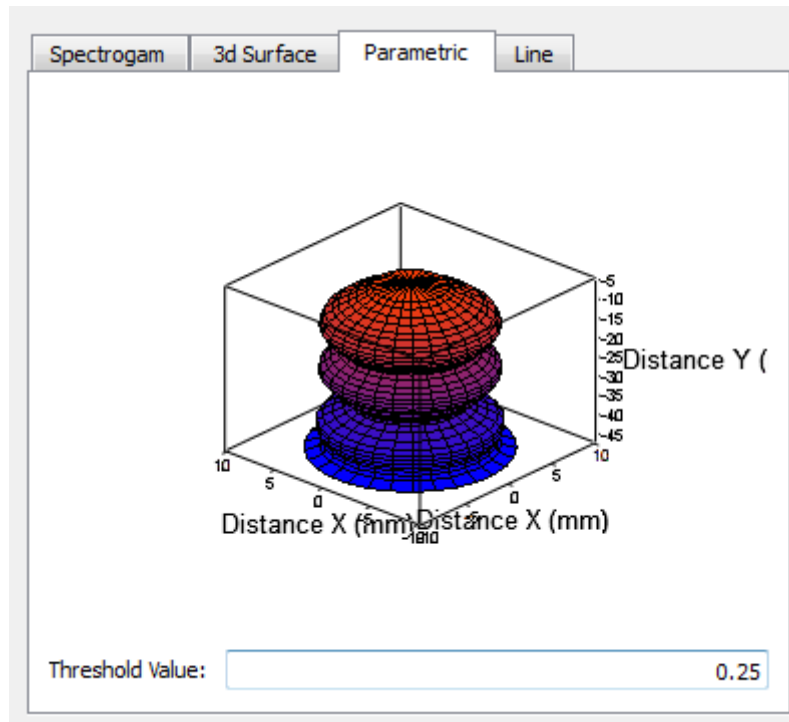 Spectrogam
3d Surface
Parametric
Line
-5
-10
-15
-20
-25
-30
-35
-40
-45
Distance Y (
10
5
0
10
5
0
Distance X (mm)
Distance X (mm)
Threshold Value:
0.25